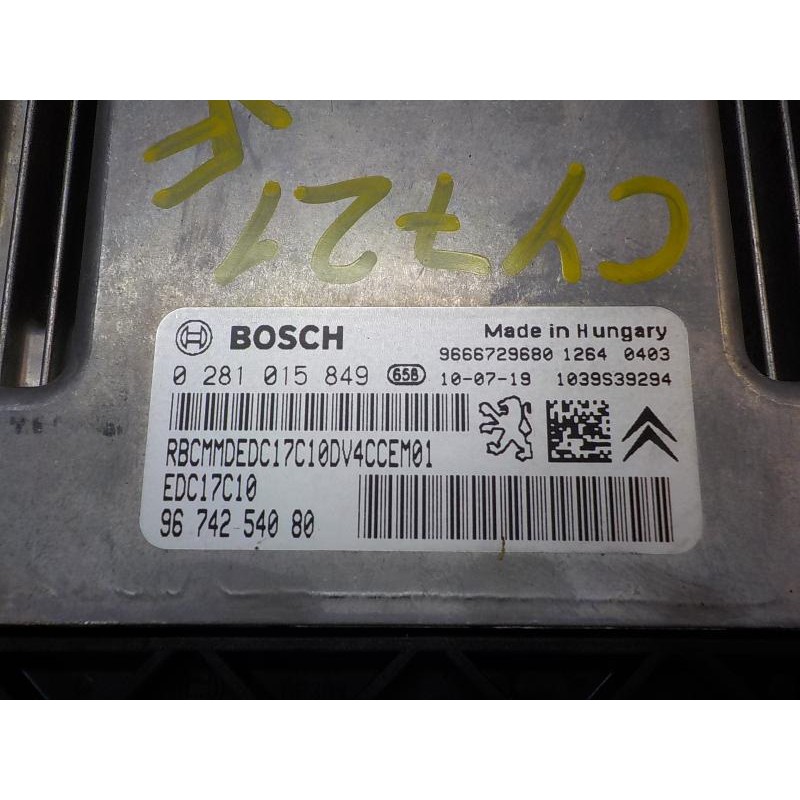 CY721
F
BOSCH
Made in Hungary
9666729680 1264 0403
0 281 015 849 658 10-07-19 1039S39294
RBCMMDEDC17C10DV4CCEM01
EDC17C10
96 742 540 80